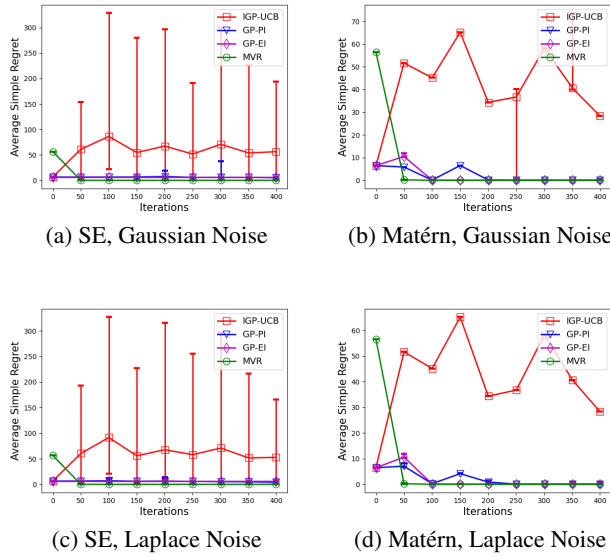 IGP-UCB
GP-PI
GP-EI
MVR
300
250
200
150
100
50
0
Average Simple Regret
0 50 100 150 200 250 300 350 400
Iterations
(a) SE, Gaussian Noise
IGP-UCB
GP-PI
GP-EI
MVR
70
60
50
40
30
20
10
0
Average Simple Regret
0 50 100 150 200 250 300 350 400
Iterations
(b) Matérn, Gaussian Noise
IGP-UCB
GP-PI
GP-EI
MVR
300
250
200
150
100
50
0
Average Simple Regret
0 50 100 150 200 250 300 350 400
Iterations
(c) SE, Laplace Noise
IGP-UCB
GP-PI
GP-EI
MVR
60
50
40
30
20
10
0
Average Simple Regret
0 50 100 150 200 250 300 350 400
Iterations
(d) Matérn, Laplace Noise